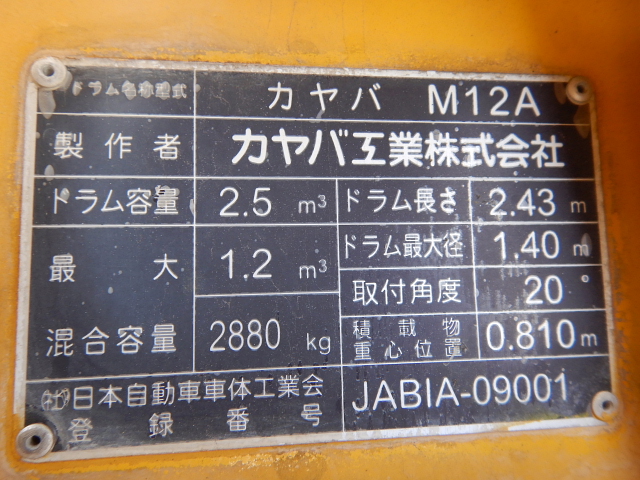 ドラム名称型式 カヤバ M12A
製作者 カヤバ工業株式会社
ドラム容量 2.5 m³ ドラム長さ 2.43 m
最大 1.2 m³ ドラム最大径 1.40 m
取付角度 20°
混合容量 2880 kg 積載物 0.810 m
重心位置
日本自動車車体工業会 JABIA-09001
登録番号